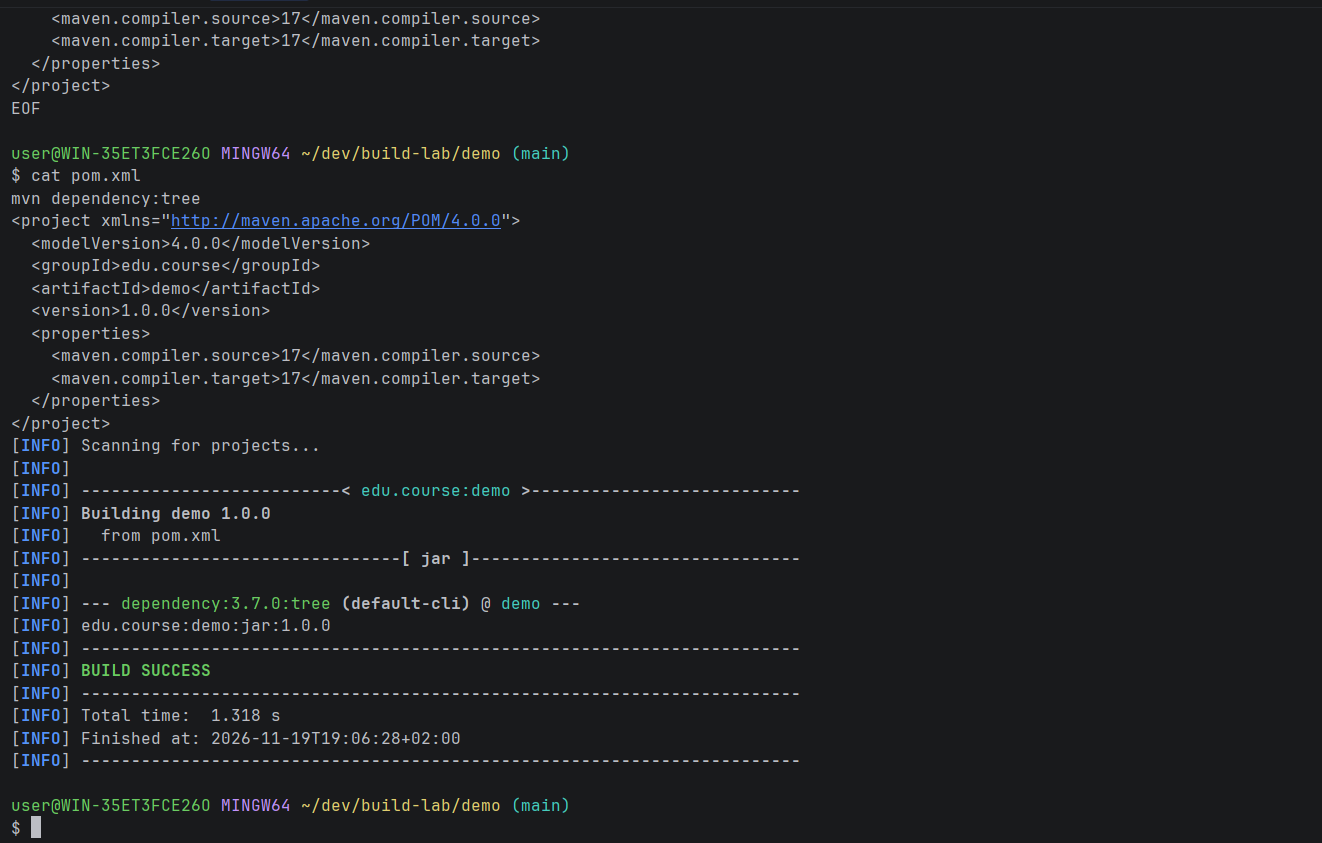 <maven.compiler.source>17</maven.compiler.source>
    <maven.compiler.target>17</maven.compiler.target>
  </properties>
</project>
EOF

user@WIN-35ET3FCE26O MINGW64 ~/dev/build-lab/demo (main)
$ cat pom.xml
mvn dependency:tree
<project xmlns="http://maven.apache.org/POM/4.0.0">
  <modelVersion>4.0.0</modelVersion>
  <groupId>edu.course</groupId>
  <artifactId>demo</artifactId>
  <version>1.0.0</version>
  <properties>
    <maven.compiler.source>17</maven.compiler.source>
    <maven.compiler.target>17</maven.compiler.target>
  </properties>
</project>
[INFO] Scanning for projects...
[INFO]
[INFO] --------------------------< edu.course:demo >---------------------------
[INFO] Building demo 1.0.0
[INFO]   from pom.xml
[INFO] --------------------------------[ jar ]---------------------------------
[INFO]
[INFO] --- dependency:3.7.0:tree (default-cli) @ demo ---
[INFO] edu.course:demo:jar:1.0.0
[INFO] ------------------------------------------------------------------------
[INFO] BUILD SUCCESS
[INFO] ------------------------------------------------------------------------
[INFO] Total time:  1.318 s
[INFO] Finished at: 2026-11-19T19:06:28+02:00
[INFO] ------------------------------------------------------------------------

user@WIN-35ET3FCE26O MINGW64 ~/dev/build-lab/demo (main)
$